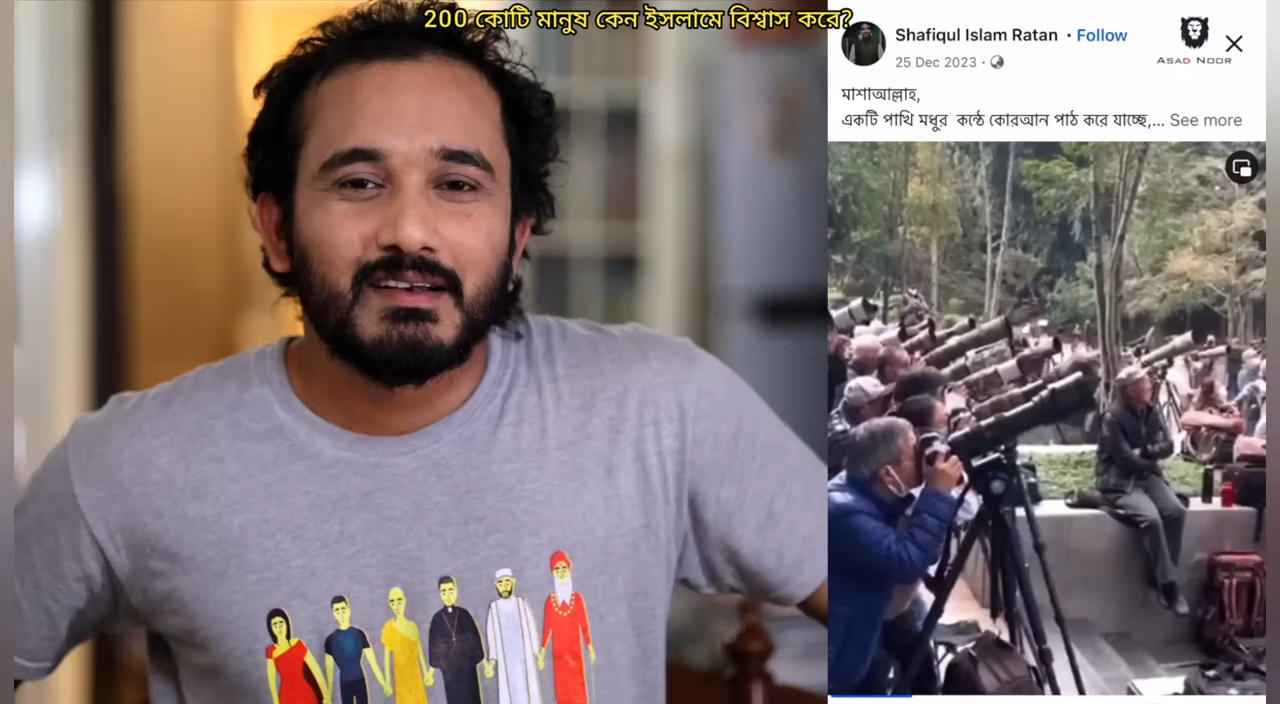 200 কোটি মানুষ কেন ইসলামে বিশ্বাস করে?
Shafiqul Islam Ratan · Follow
25 Dec 2023 ·
ASAD NOOR
মাশাআল্লাহ,
একটি পাখি মধুর কন্ঠে কোরআন পাঠ করে যাচ্ছে,... See more